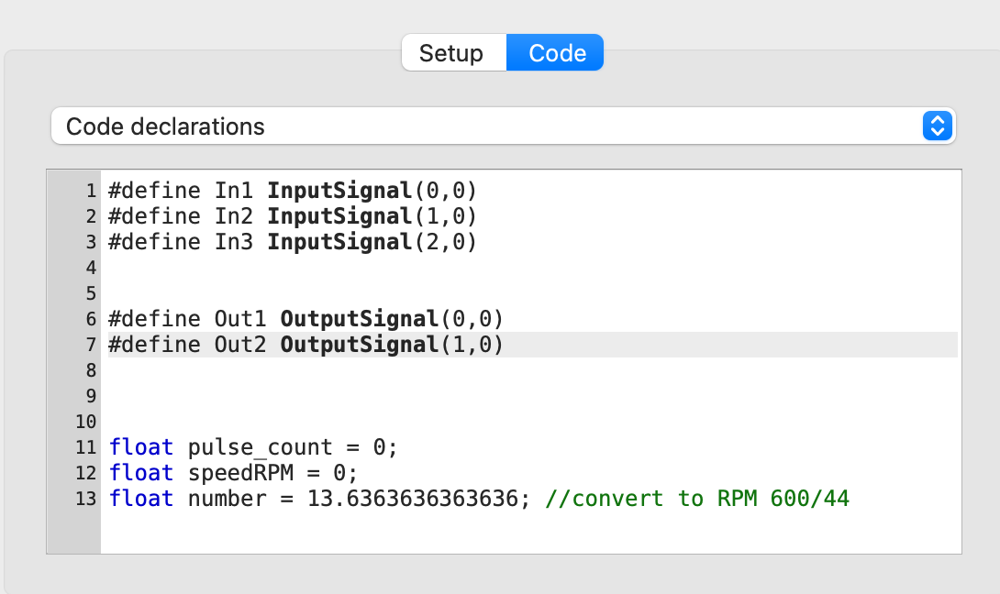 Setup Code
Code declarations
1 #define In1 InputSignal(0,0)
2 #define In2 InputSignal(1,0)
3 #define In3 InputSignal(2,0)
4
5
6 #define Out1 OutputSignal(0,0)
7 #define Out2 OutputSignal(1,0)
8
9
10
11 float pulse_count = 0;
12 float speedRPM = 0;
13 float number = 13.6363636363636; //convert to RPM 600/44